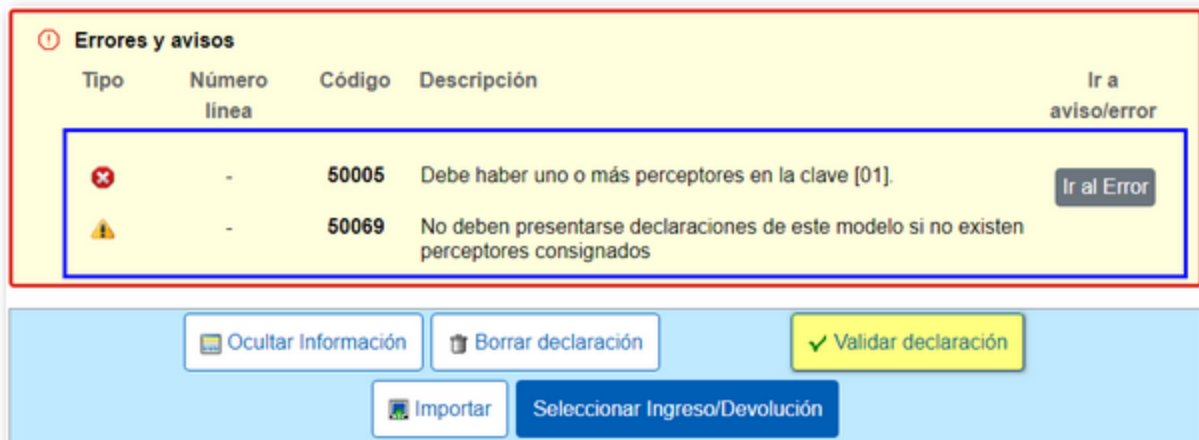 Errores y avisos
Tipo Número línea Código Descripción Ir a aviso/error
- 50005 Debe haber uno o más perceptores en la clave [01]. Ir al Error
- 50069 No deben presentarse declaraciones de este modelo si no existen
perceptores consignados
Ocultar Información Borrar declaración Validar declaración
Importar Seleccionar Ingreso/Devolución